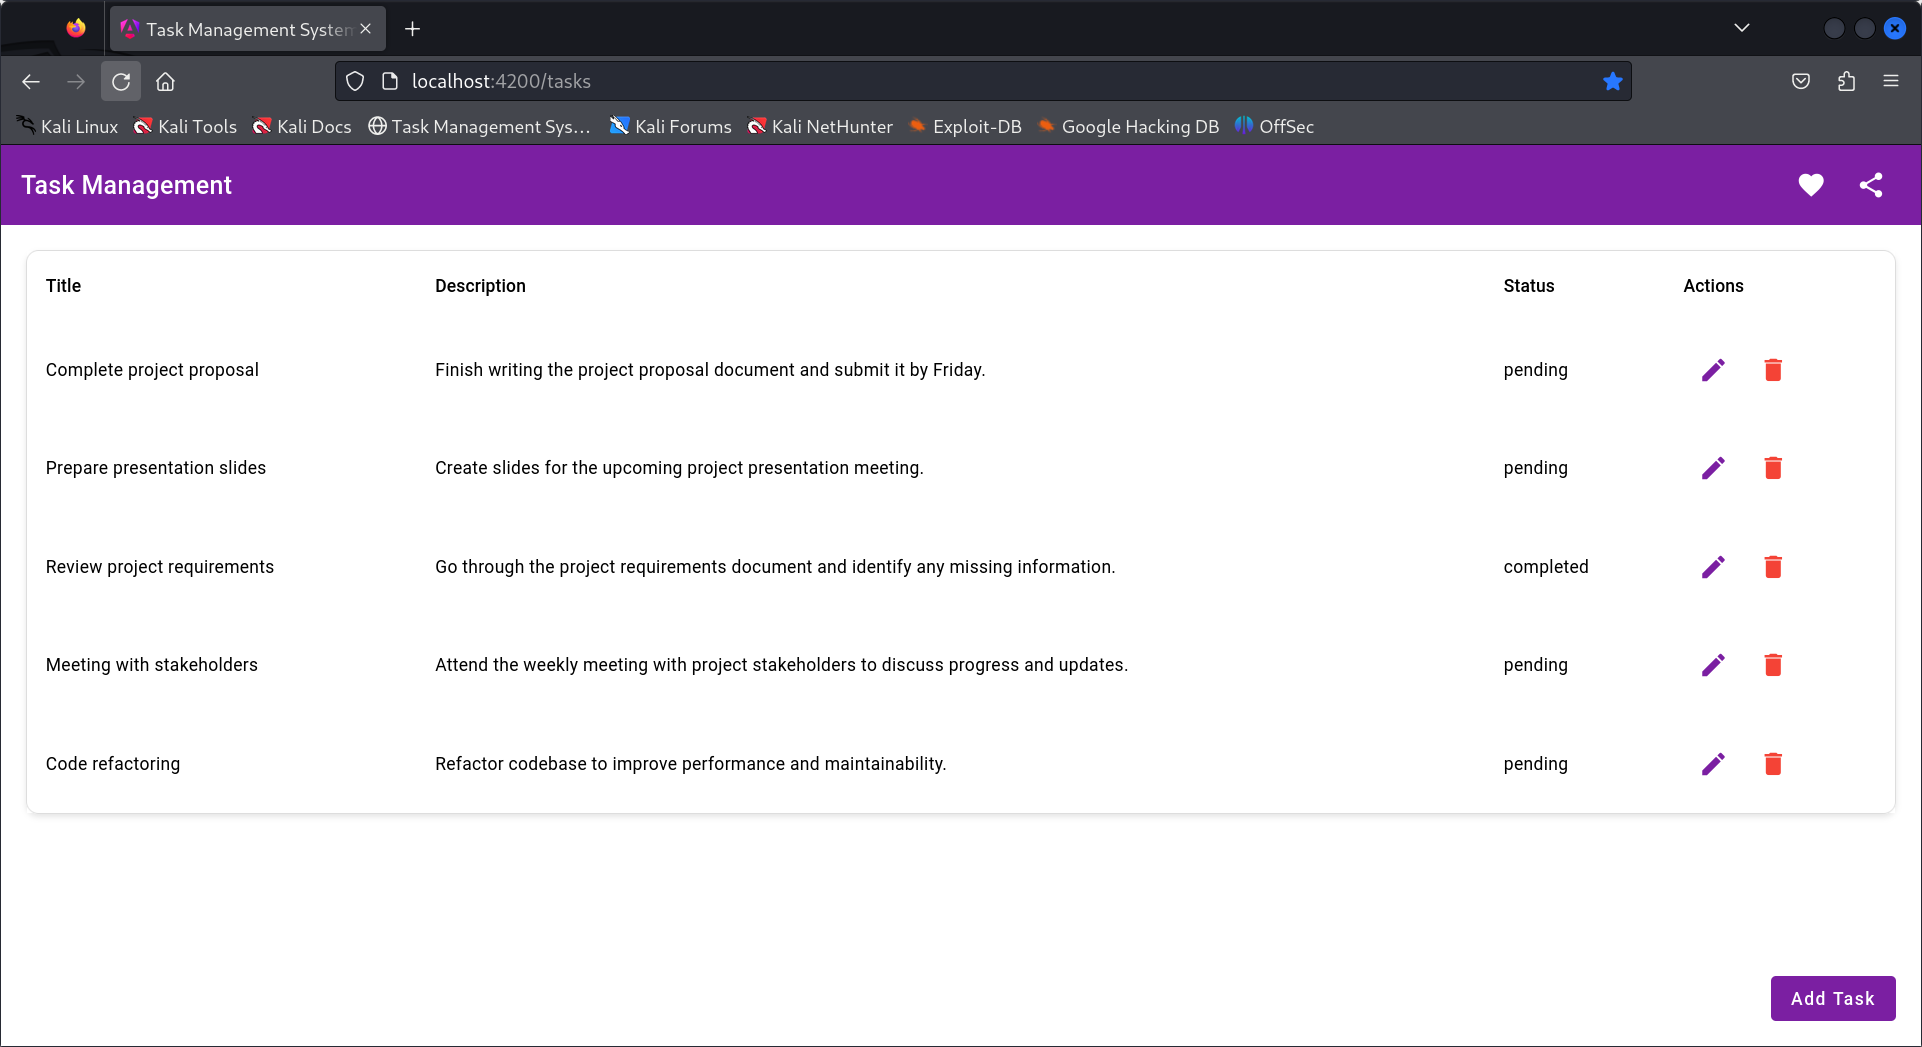 Task Management System
localhost:4200/tasks
Kali Linux Kali Tools Kali Docs Task Management Sys… Kali Forums Kali NetHunter Exploit-DB Google Hacking DB OffSec
Task Management
Title Description Status Actions
Complete project proposal Finish writing the project proposal document and submit it by Friday. pending
Prepare presentation slides Create slides for the upcoming project presentation meeting. pending
Review project requirements Go through the project requirements document and identify any missing information. completed
Meeting with stakeholders Attend the weekly meeting with project stakeholders to discuss progress and updates. pending
Code refactoring Refactor codebase to improve performance and maintainability. pending
Add Task